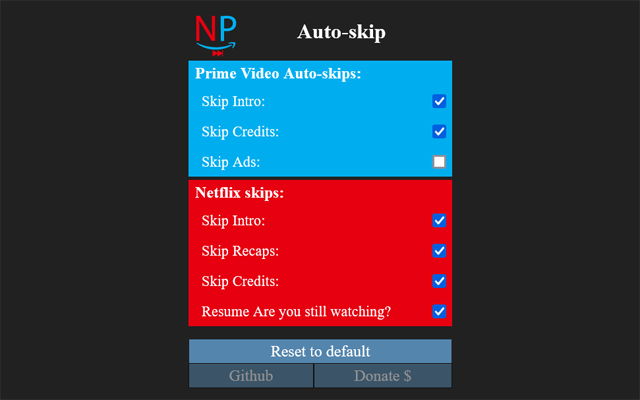 NP
Auto-skip
Prime Video Auto-skips:
Skip Intro:
Skip Credits:
Skip Ads:
Netflix skips:
Skip Intro:
Skip Recaps:
Skip Credits:
Resume Are you still watching?
Reset to default
Github
Donate $